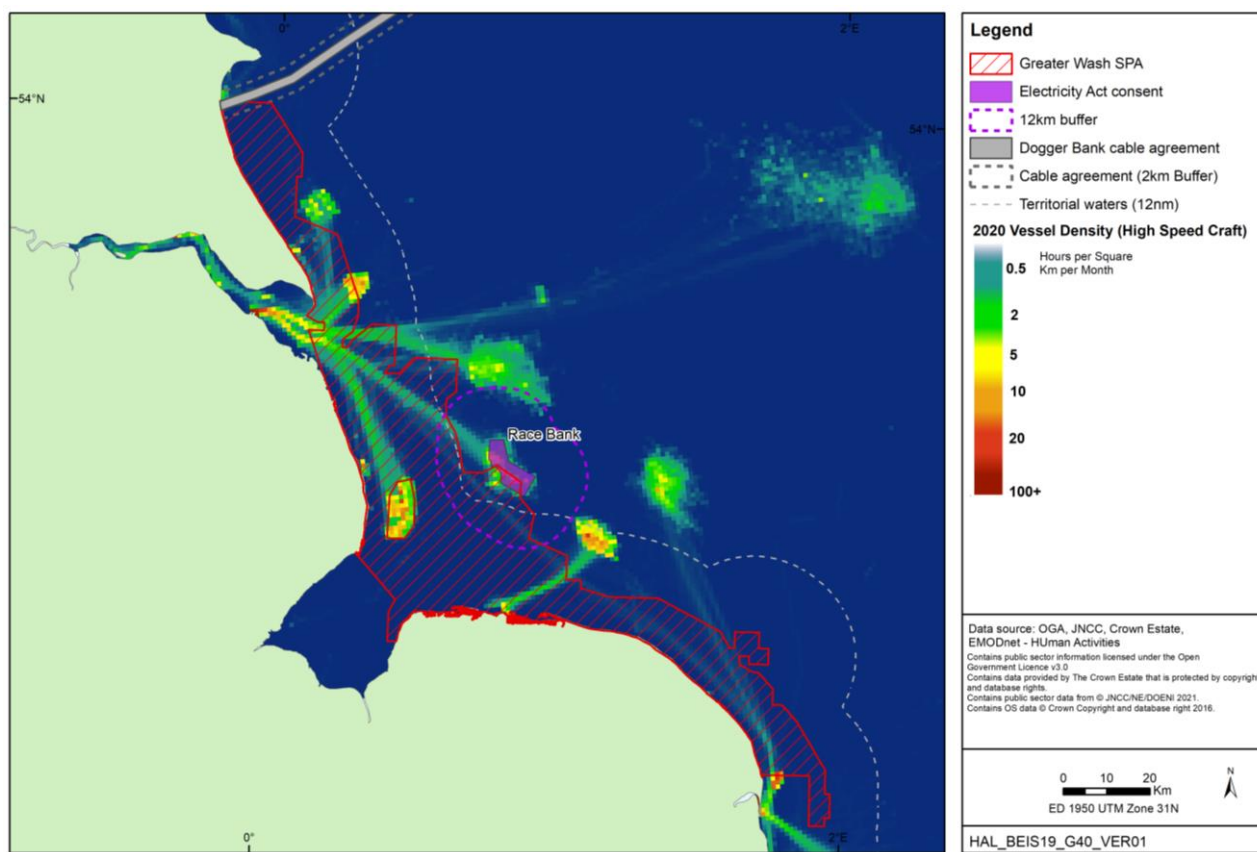 0°
2°E
54°N
54°N
Race Bank
0°
2°E
Legend
Greater Wash SPA
Electricity Act consent
12km buffer
Dogger Bank cable agreement
Cable agreement (2km Buffer)
Territorial waters (12nm)
2020 Vessel Density (High Speed Craft)
Hours per Square
Km per Month
0.5
2
5
10
20
100+
Data source: OGA, JNCC, Crown Estate,
EMODnet - HUman Activities
Contains public sector information licensed under the Open
Government Licence v3.0
Contains data provided by The Crown Estate that is protected by copyright
and database rights.
Contains public sector data from © JNCC/NE/DOENI 2021.
Contains OS data © Crown Copyright and database right 2016.
0 10 20
Km
N
ED 1950 UTM Zone 31N
HAL_BEIS19_G40_VER01